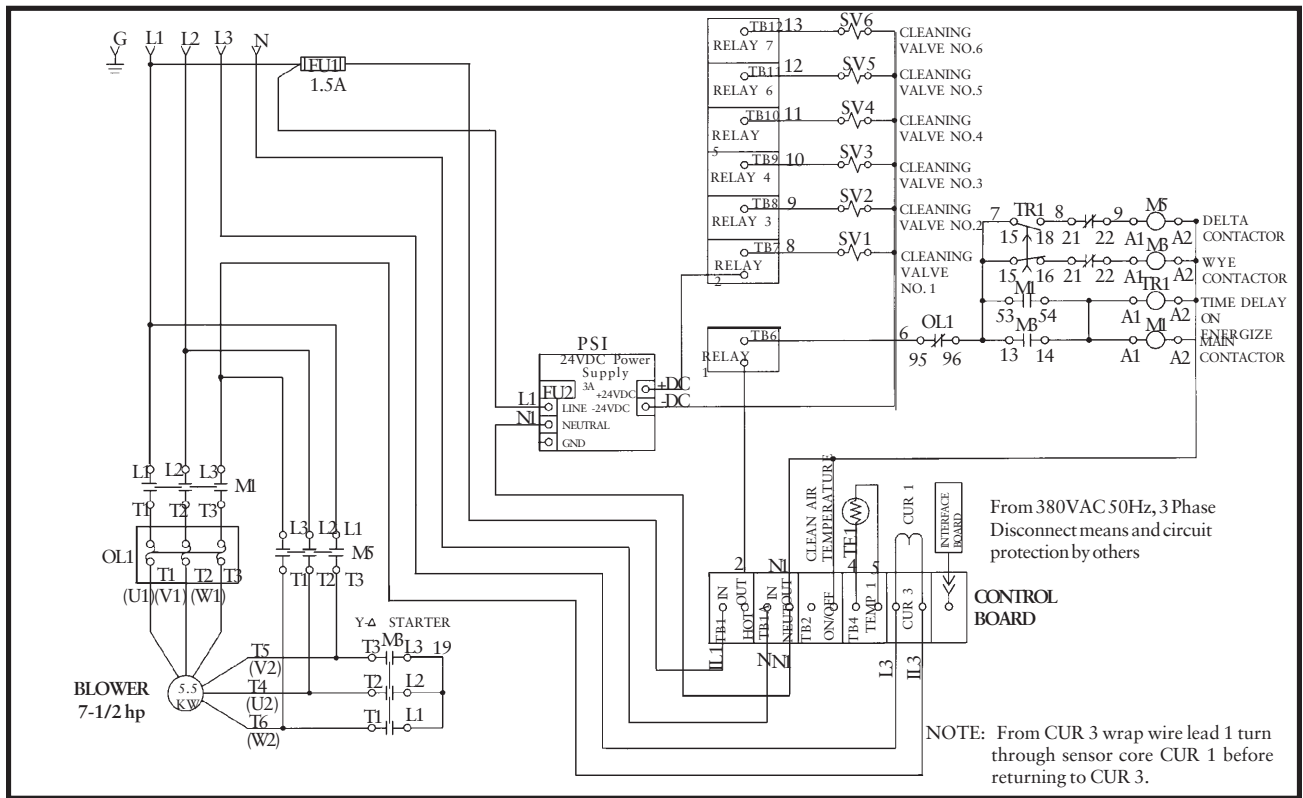 G L1 L2 L3 N
FU1
1.5A
TB12 13 SV6
RELAY 7
CLEANING
VALVE NO.6
TB11 12 SV5
RELAY 6
CLEANING
VALVE NO.5
TB10 11 SV4
RELAY
5
CLEANING
VALVE NO.4
TB9 10 SV3
RELAY 4
CLEANING
VALVE NO.3
TB8 9 SV2
RELAY 3
CLEANING
VALVE NO.2
TB7 8 SV1
RELAY
2
CLEANING
VALVE
NO. 1
7 TR1 8 9 M5
15 18 21 22 A1 A2
DELTA
CONTACTOR
M3
15 16 21 22 A1 A2
WYE
CONTACTOR
M1 TR1
53 54 A1 A2
TIME DELAY
ON
ENERGIZE
M3 M1
13 14 A1 A2
MAIN
CONTACTOR
TB6 6 OL1
RELAY
1
95 96
PSI
24VDC Power
Supply
3A
FU2
+24VDC
+DC
L1 LINE -24VDC
-DC
N1 NEUTRAL
GND
L1 L2 L3 M1
T1 T2 T3
OL1
T1 T2 T3
(U1) (V1) (W1)
L3 L2 L1
M5
T1 T2 T3
Y-Δ STARTER
M3
T5
(V2)
T3 L3 19
T4
(U2)
T2 L2
T6
(W2)
T1 L1
BLOWER
7-1/2 hp
5.5
KW
CLEAN AIR
TEMPERATURE
TE1
CUR 1
INTERFACE
BOARD
From 380VAC 50Hz, 3 Phase
Disconnect means and circuit
protection by others
2 N1 4 5
TB1 IN
HOT OUT
TB1A IN
NEUT OUT
TB2
ON/OFF
TB4
TEMP 1
CUR 3
CONTROL
BOARD
IL1 N N1 L3 IL3
NOTE: From CUR 3 wrap wire lead 1 turn
through sensor core CUR 1 before
returning to CUR 3.